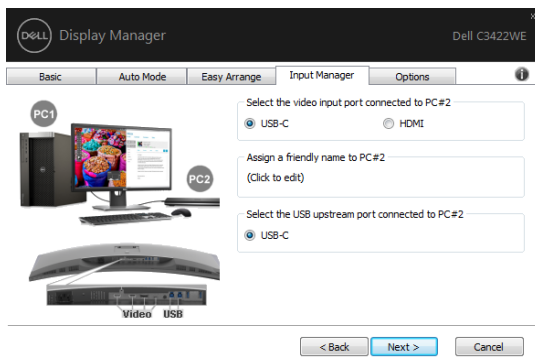 DELL Display Manager
Dell C3422WE
Basic
Auto Mode
Easy Arrange
Input Manager
Options
Select the video input port connected to PC#2
USB-C
HDMI
Assign a friendly name to PC#2
(Click to edit)
Select the USB upstream port connected to PC#2
USB-C
PC1
PC2
Video
USB
< Back
Next >
Cancel